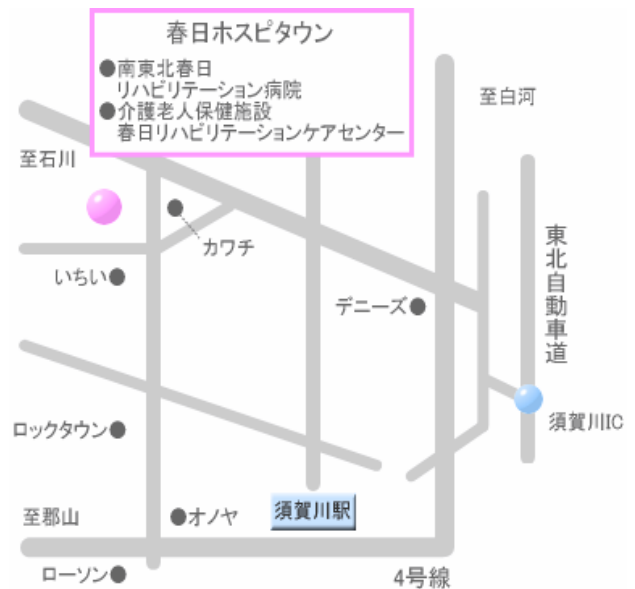 春日ホスピタウン
●南東北春日
リハビリテーション病院
●介護老人保健施設
春日リハビリテーションケアセンター
至白河
至石川
カワチ
東北自動車道
いちい
デニーズ
須賀川IC
ロックタウン
須賀川駅
至郡山
オノヤ
ローソン
4号線